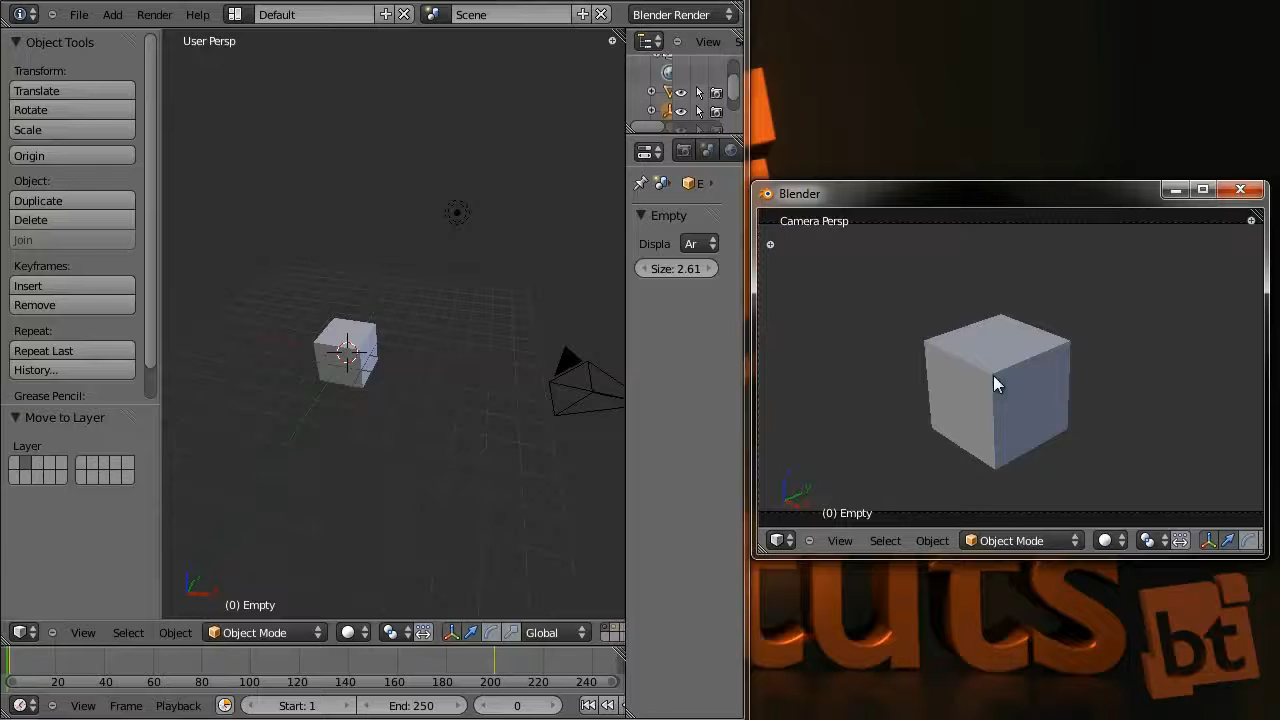 File Add Render Help Default Scene Blender Render
Object Tools
Transform:
Translate
Rotate
Scale
Origin
Object:
Duplicate
Delete
Join
Keyframes:
Insert
Remove
Repeat:
Repeat Last
History...
Grease Pencil:
Move to Layer
Layer
User Persp
(0) Empty
View Select Object Object Mode Global
20 40 60 80 100 120 140 160 180 200 220 240
View Frame Playback Start: 1 End: 250 0
View S
E
Empty
Displa Ar
Size: 2.61
Blender
Camera Persp
(0) Empty
View Select Object Object Mode
tuts
bt